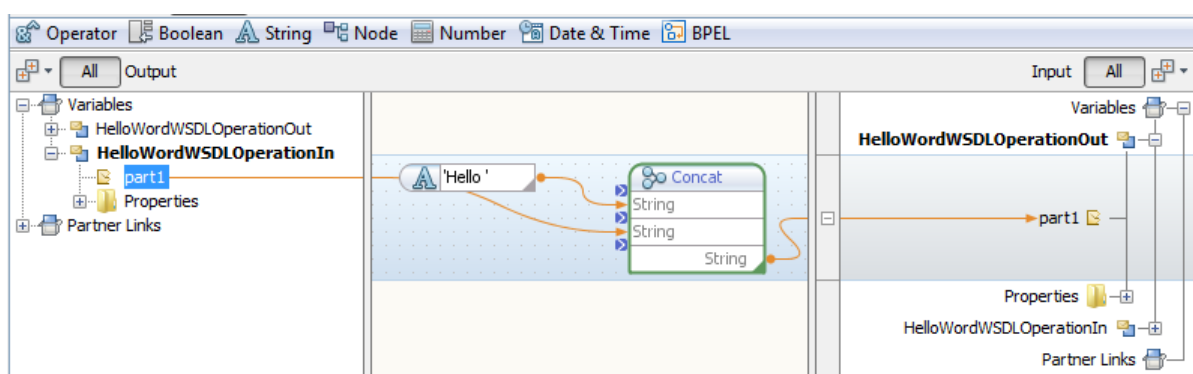 Operator Boolean String Node Number Date & Time BPEL
All Output Input All
Variables
HelloWordWSDLOperationOut
HelloWordWSDLOperationIn
part1
Properties
Partner Links
'Hello '
Concat
String
String
String
Variables
HelloWordWSDLOperationOut
part1
Properties
HelloWordWSDLOperationIn
Partner Links